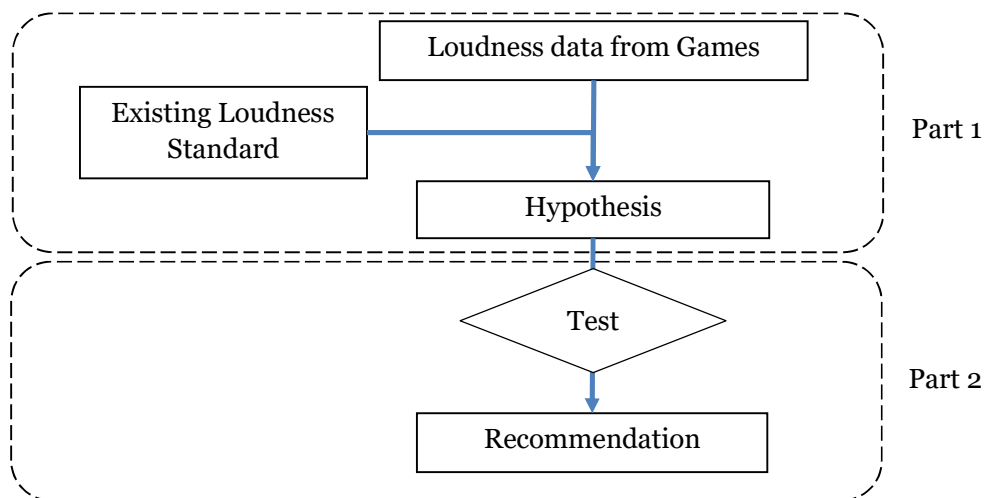 Loudness data from Games
Existing Loudness
Standard
Part 1
Hypothesis
Test
Part 2
Recommendation